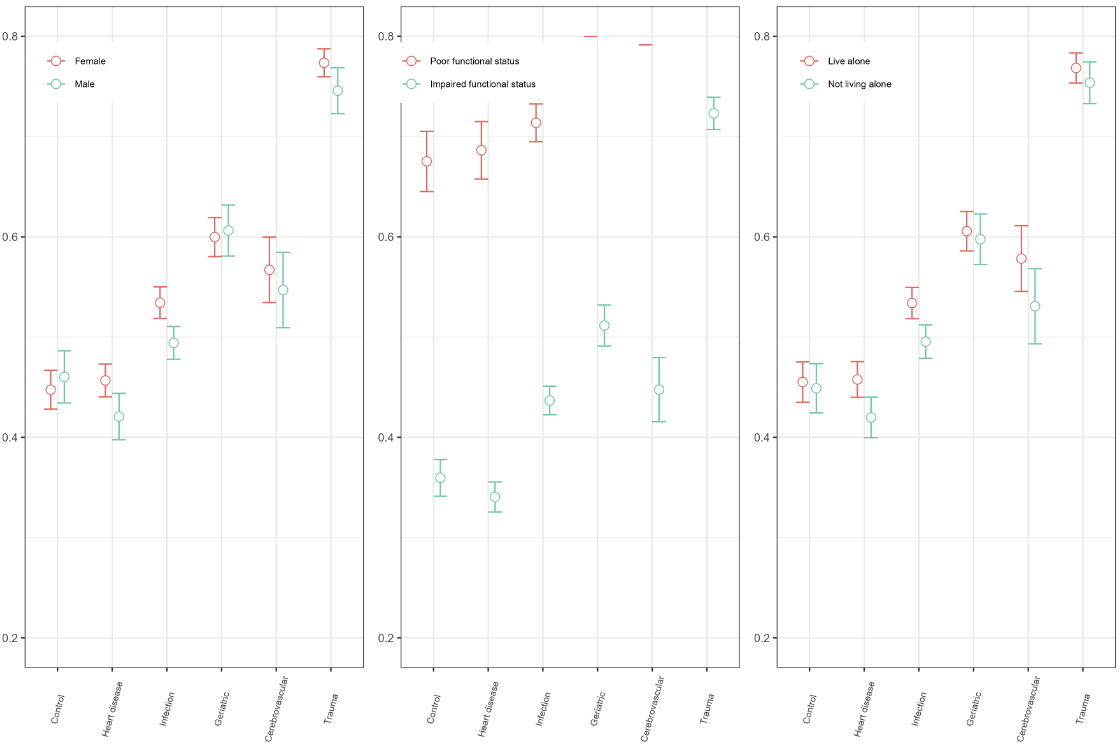 0.8
0.6
0.4
0.2
Female
Male
Control
Heart disease
Infection
Geriatric
Cerebrovascular
Trauma
0.8
0.6
0.4
0.2
Poor functional status
Impaired functional status
Control
Heart disease
Infection
Geriatric
Cerebrovascular
Trauma
0.8
0.6
0.4
0.2
Live alone
Not living alone
Control
Heart disease
Infection
Geriatric
Cerebrovascular
Trauma